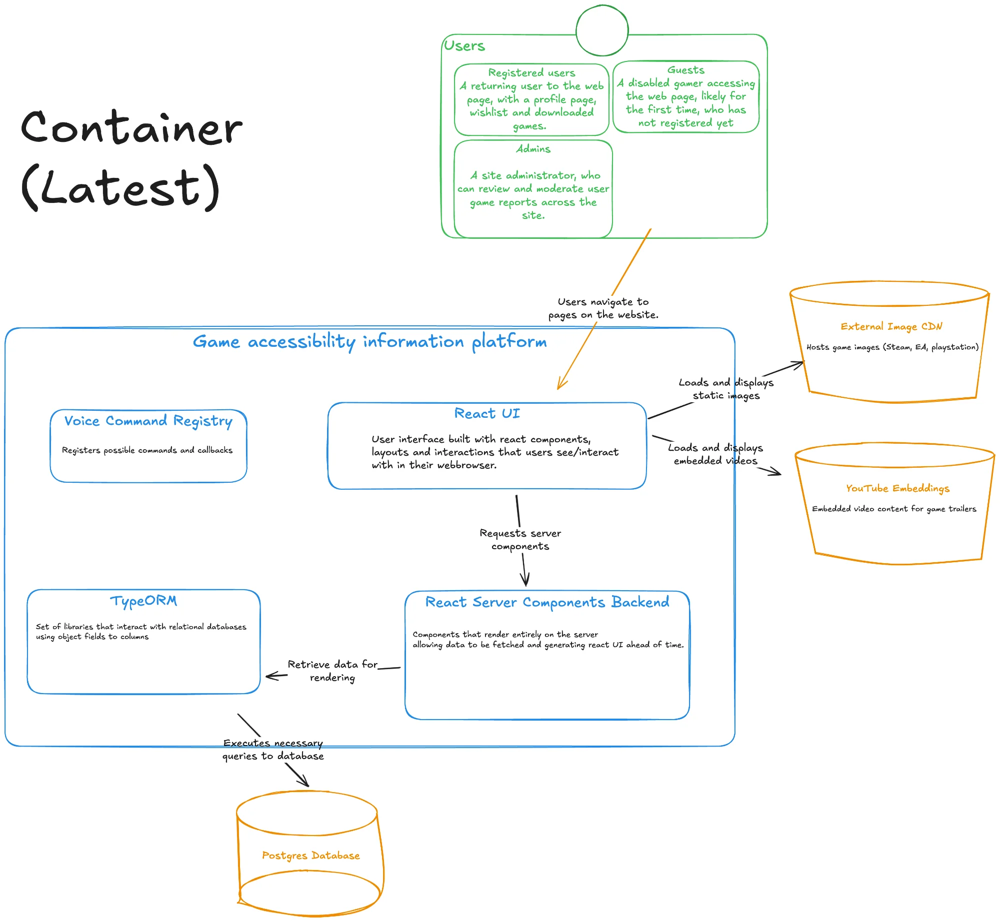 Container
(Latest)
Users
Registered users
A returning user to the web
page, with a profile page,
wishlist and downloaded
games.
Guests
A disabled gamer accessing
the web page, likely for
the first time, who has
not registered yet
Admins
A site administrator, who
can review and moderate user
game reports across the
site.
Users navigate to
pages on the website.
Game accessibility information platform
External Image CDN
Hosts game images (Steam, EA, playstation)
Loads and displays
static images
Voice Command Registry
Registers possible commands and callbacks
React UI
User interface built with react components,
layouts and interactions that users see/interact
with in their webbrowser.
Loads and displays
embedded videos
YouTube Embeddings
Embedded video content for game trailers
Requests server
components
TypeORM
Set of libraries that interact with relational databases
using object fields to columns
React Server Components Backend
Components that render entirely on the server
allowing data to be fetched and generating react UI ahead of time.
Retrieve data for
rendering
Executes necessary
queries to database
Postgres Database